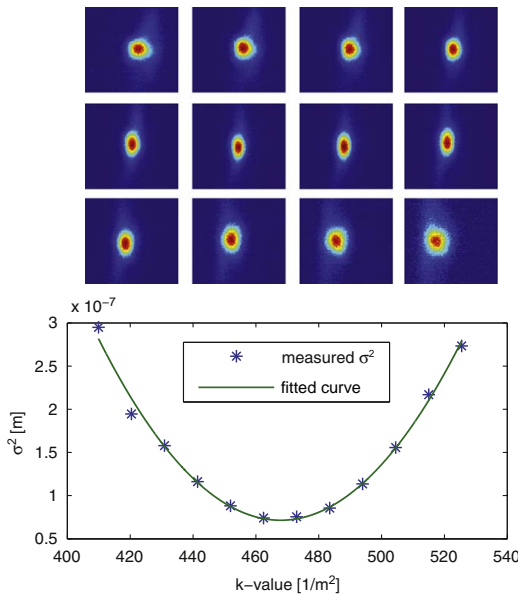 x 10⁻⁷
3
2.5
2
1.5
1
0.5
σ² [m]
measured σ²
fitted curve
400 420 440 460 480 500 520 540
k−value [1/m²]